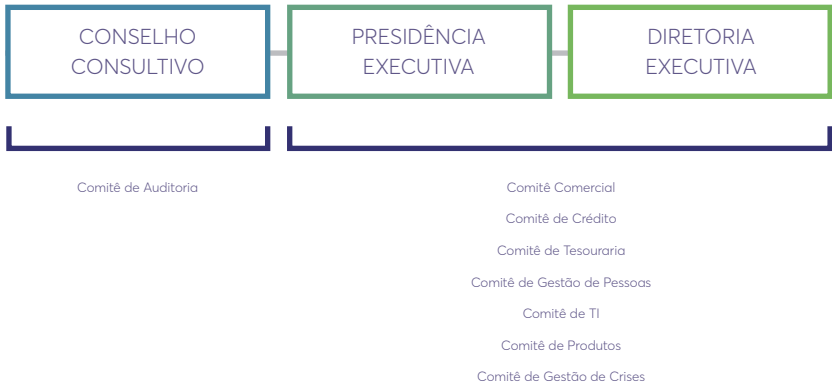 CONSELHO
CONSULTIVO
PRESIDÊNCIA
EXECUTIVA
DIRETORIA
EXECUTIVA
Comitê de Auditoria
Comitê Comercial
Comitê de Crédito
Comitê de Tesouraria
Comitê de Gestão de Pessoas
Comitê de TI
Comitê de Produtos
Comitê de Gestão de Crises